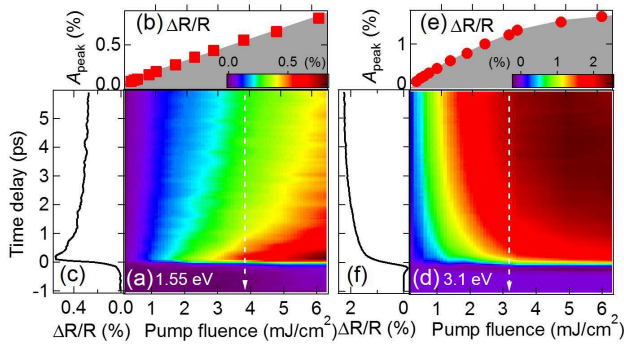 (b) ΔR/R
A_peak (%)
0.5
0.0
0.0 0.5 (%)
(e) ΔR/R
A_peak (%)
1
0
(%) 0 1 2
Time delay (ps)
5
4
3
2
1
0
-1
(c)
(a) 1.55 eV
(f)
(d) 3.1 eV
0.4 0.0
ΔR/R (%)
1 2 3 4 5 6
Pump fluence (mJ/cm²)
2 0
ΔR/R (%)
1 2 3 4 5 6
Pump fluence (mJ/cm²)